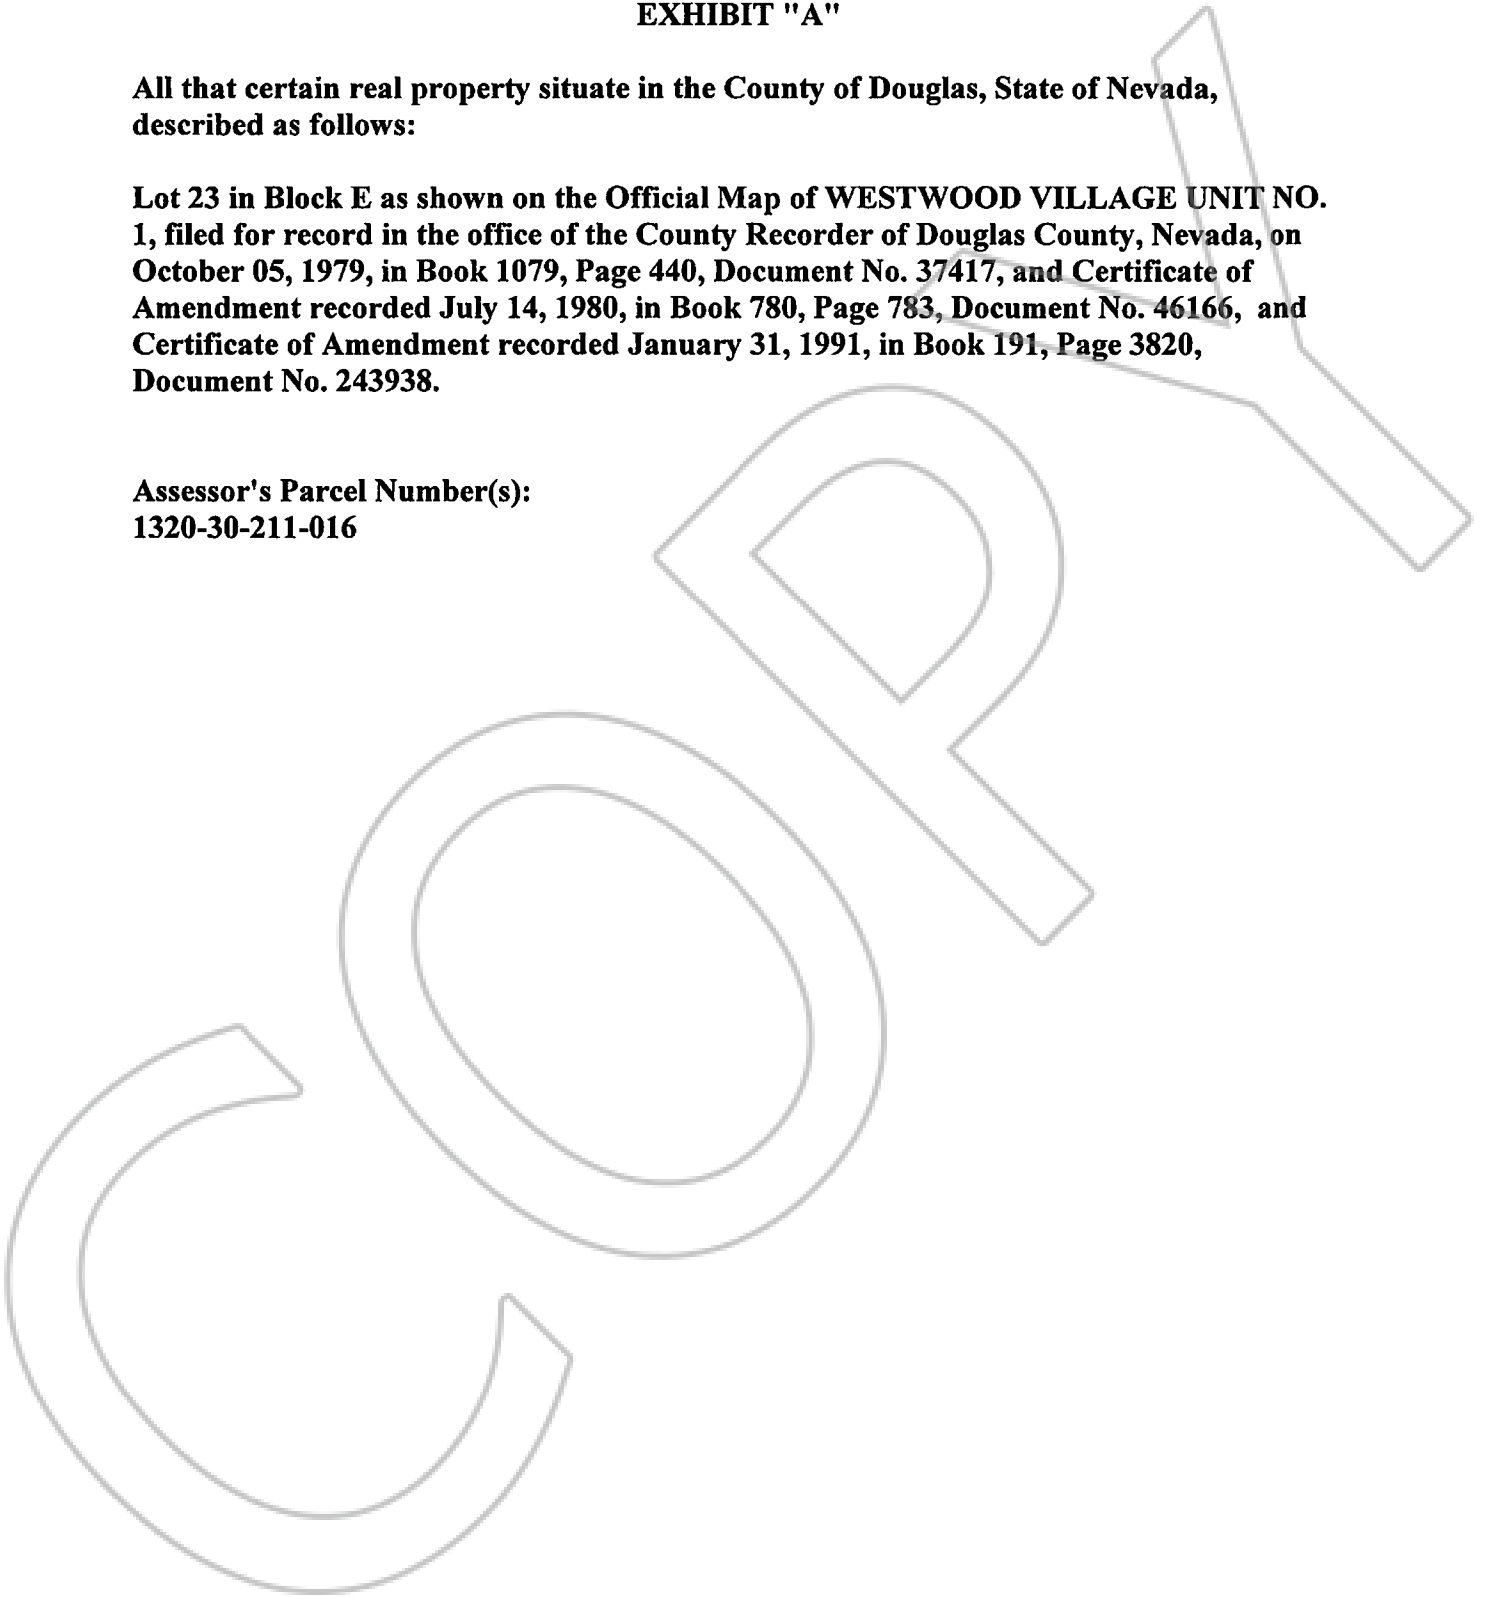 EXHIBIT "A"
All that certain real property situate in the County of Douglas, State of Nevada,
described as follows:
Lot 23 in Block E as shown on the Official Map of WESTWOOD VILLAGE UNIT NO.
1, filed for record in the office of the County Recorder of Douglas County, Nevada, on
October 05, 1979, in Book 1079, Page 440, Document No. 37417, and Certificate of
Amendment recorded July 14, 1980, in Book 780, Page 783, Document No. 46166,  and
Certificate of Amendment recorded January 31, 1991, in Book 191, Page 3820,
Document No. 243938.
Assessor's Parcel Number(s):
1320-30-211-016
COPY